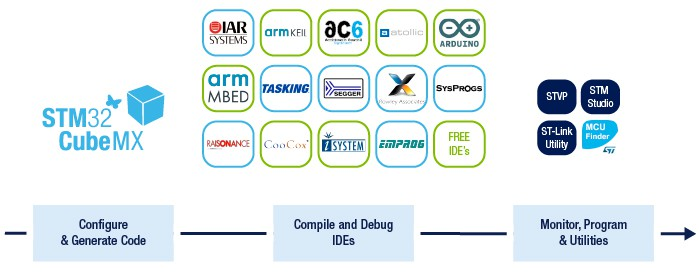 STM32
CubeMX
IAR
SYSTEMS
arm KEIL
ac6
atollic
ARDUINO
arm
MBED
TASKING
SEGGER
Rowley Associates
SYSPROGS
RAISONANCE
CooCox
iSYSTEM
EMPROG
FREE
IDE's
STVP
STM
Studio
ST-Link
Utility
MCU
Finder
Configure
& Generate Code
Compile and Debug
IDEs
Monitor, Program
& Utilities